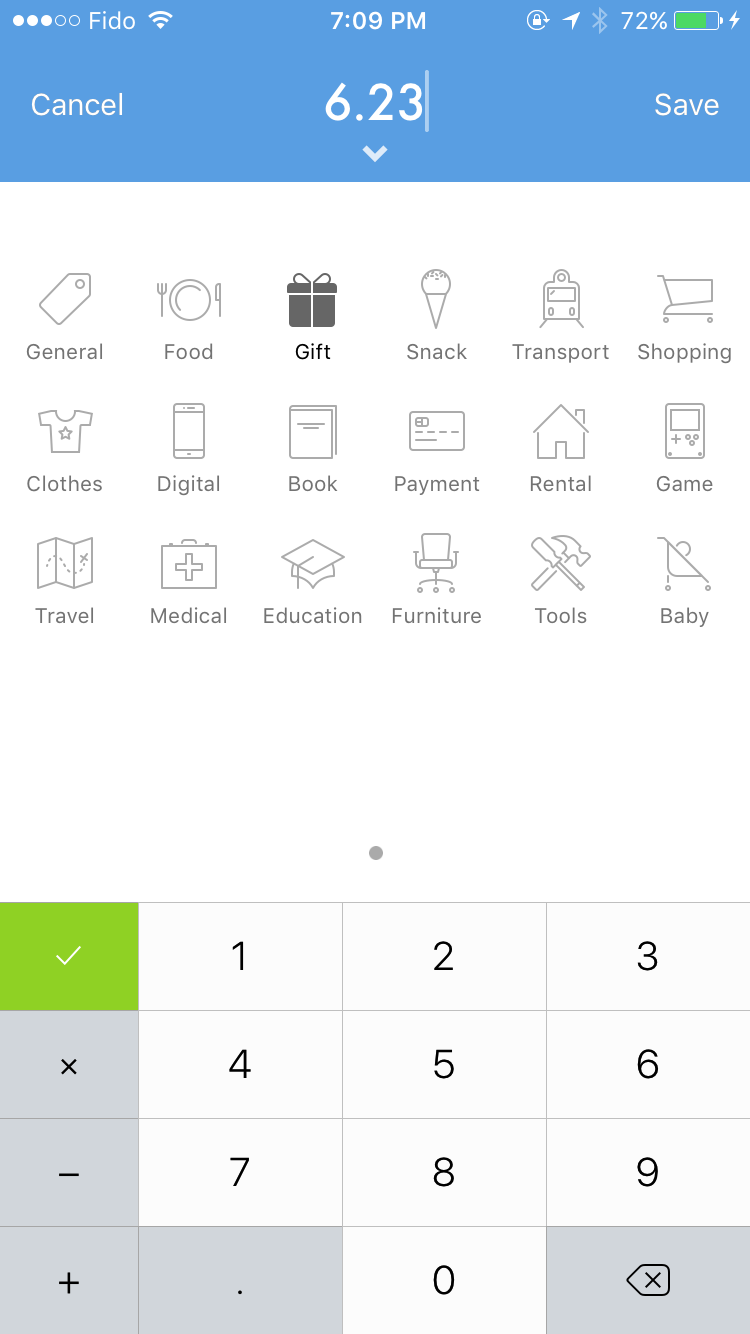 Fido 7:09 PM 72%
Cancel 6.23 Save
General Food Gift Snack Transport Shopping
Clothes Digital Book Payment Rental Game
Travel Medical Education Furniture Tools Baby
1 2 3
× 4 5 6
– 7 8 9
+ . 0